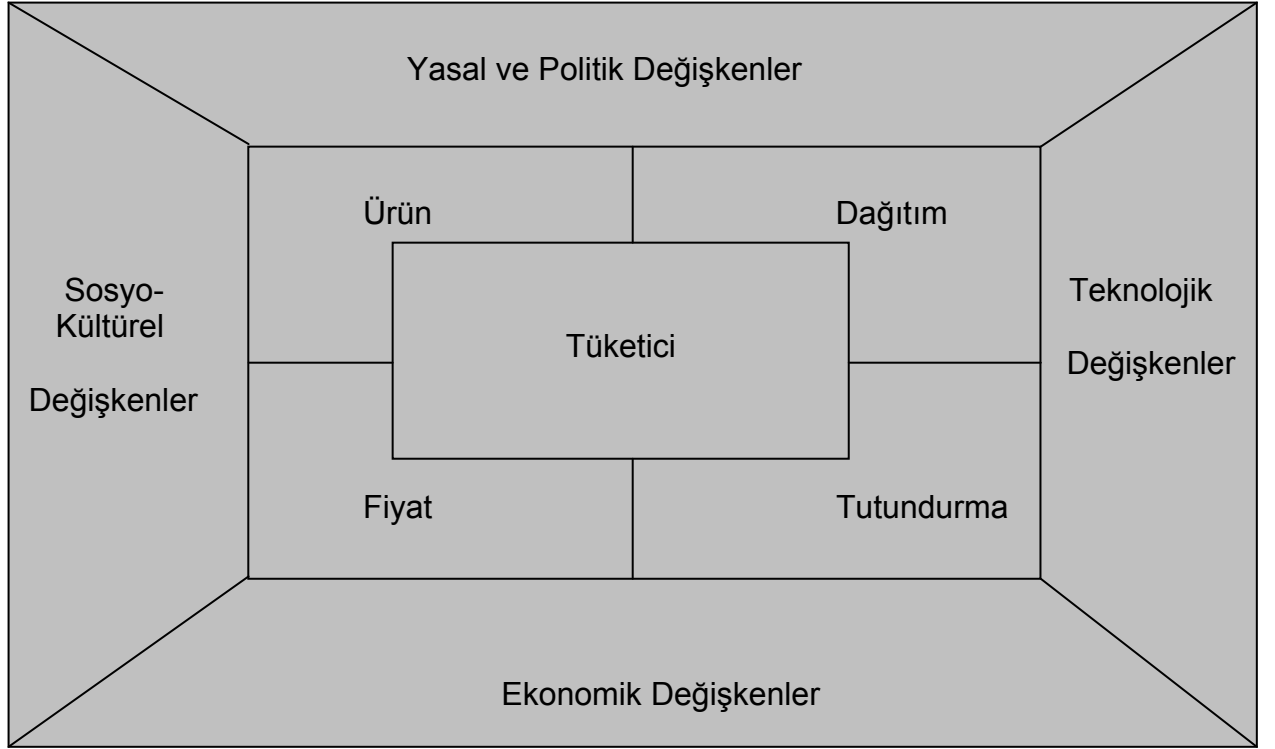 Yasal ve Politik Değişkenler
Ürün
Dağıtım
Sosyo-
Kültürel
Değişkenler
Tüketici
Teknolojik
Değişkenler
Fiyat
Tutundurma
Ekonomik Değişkenler